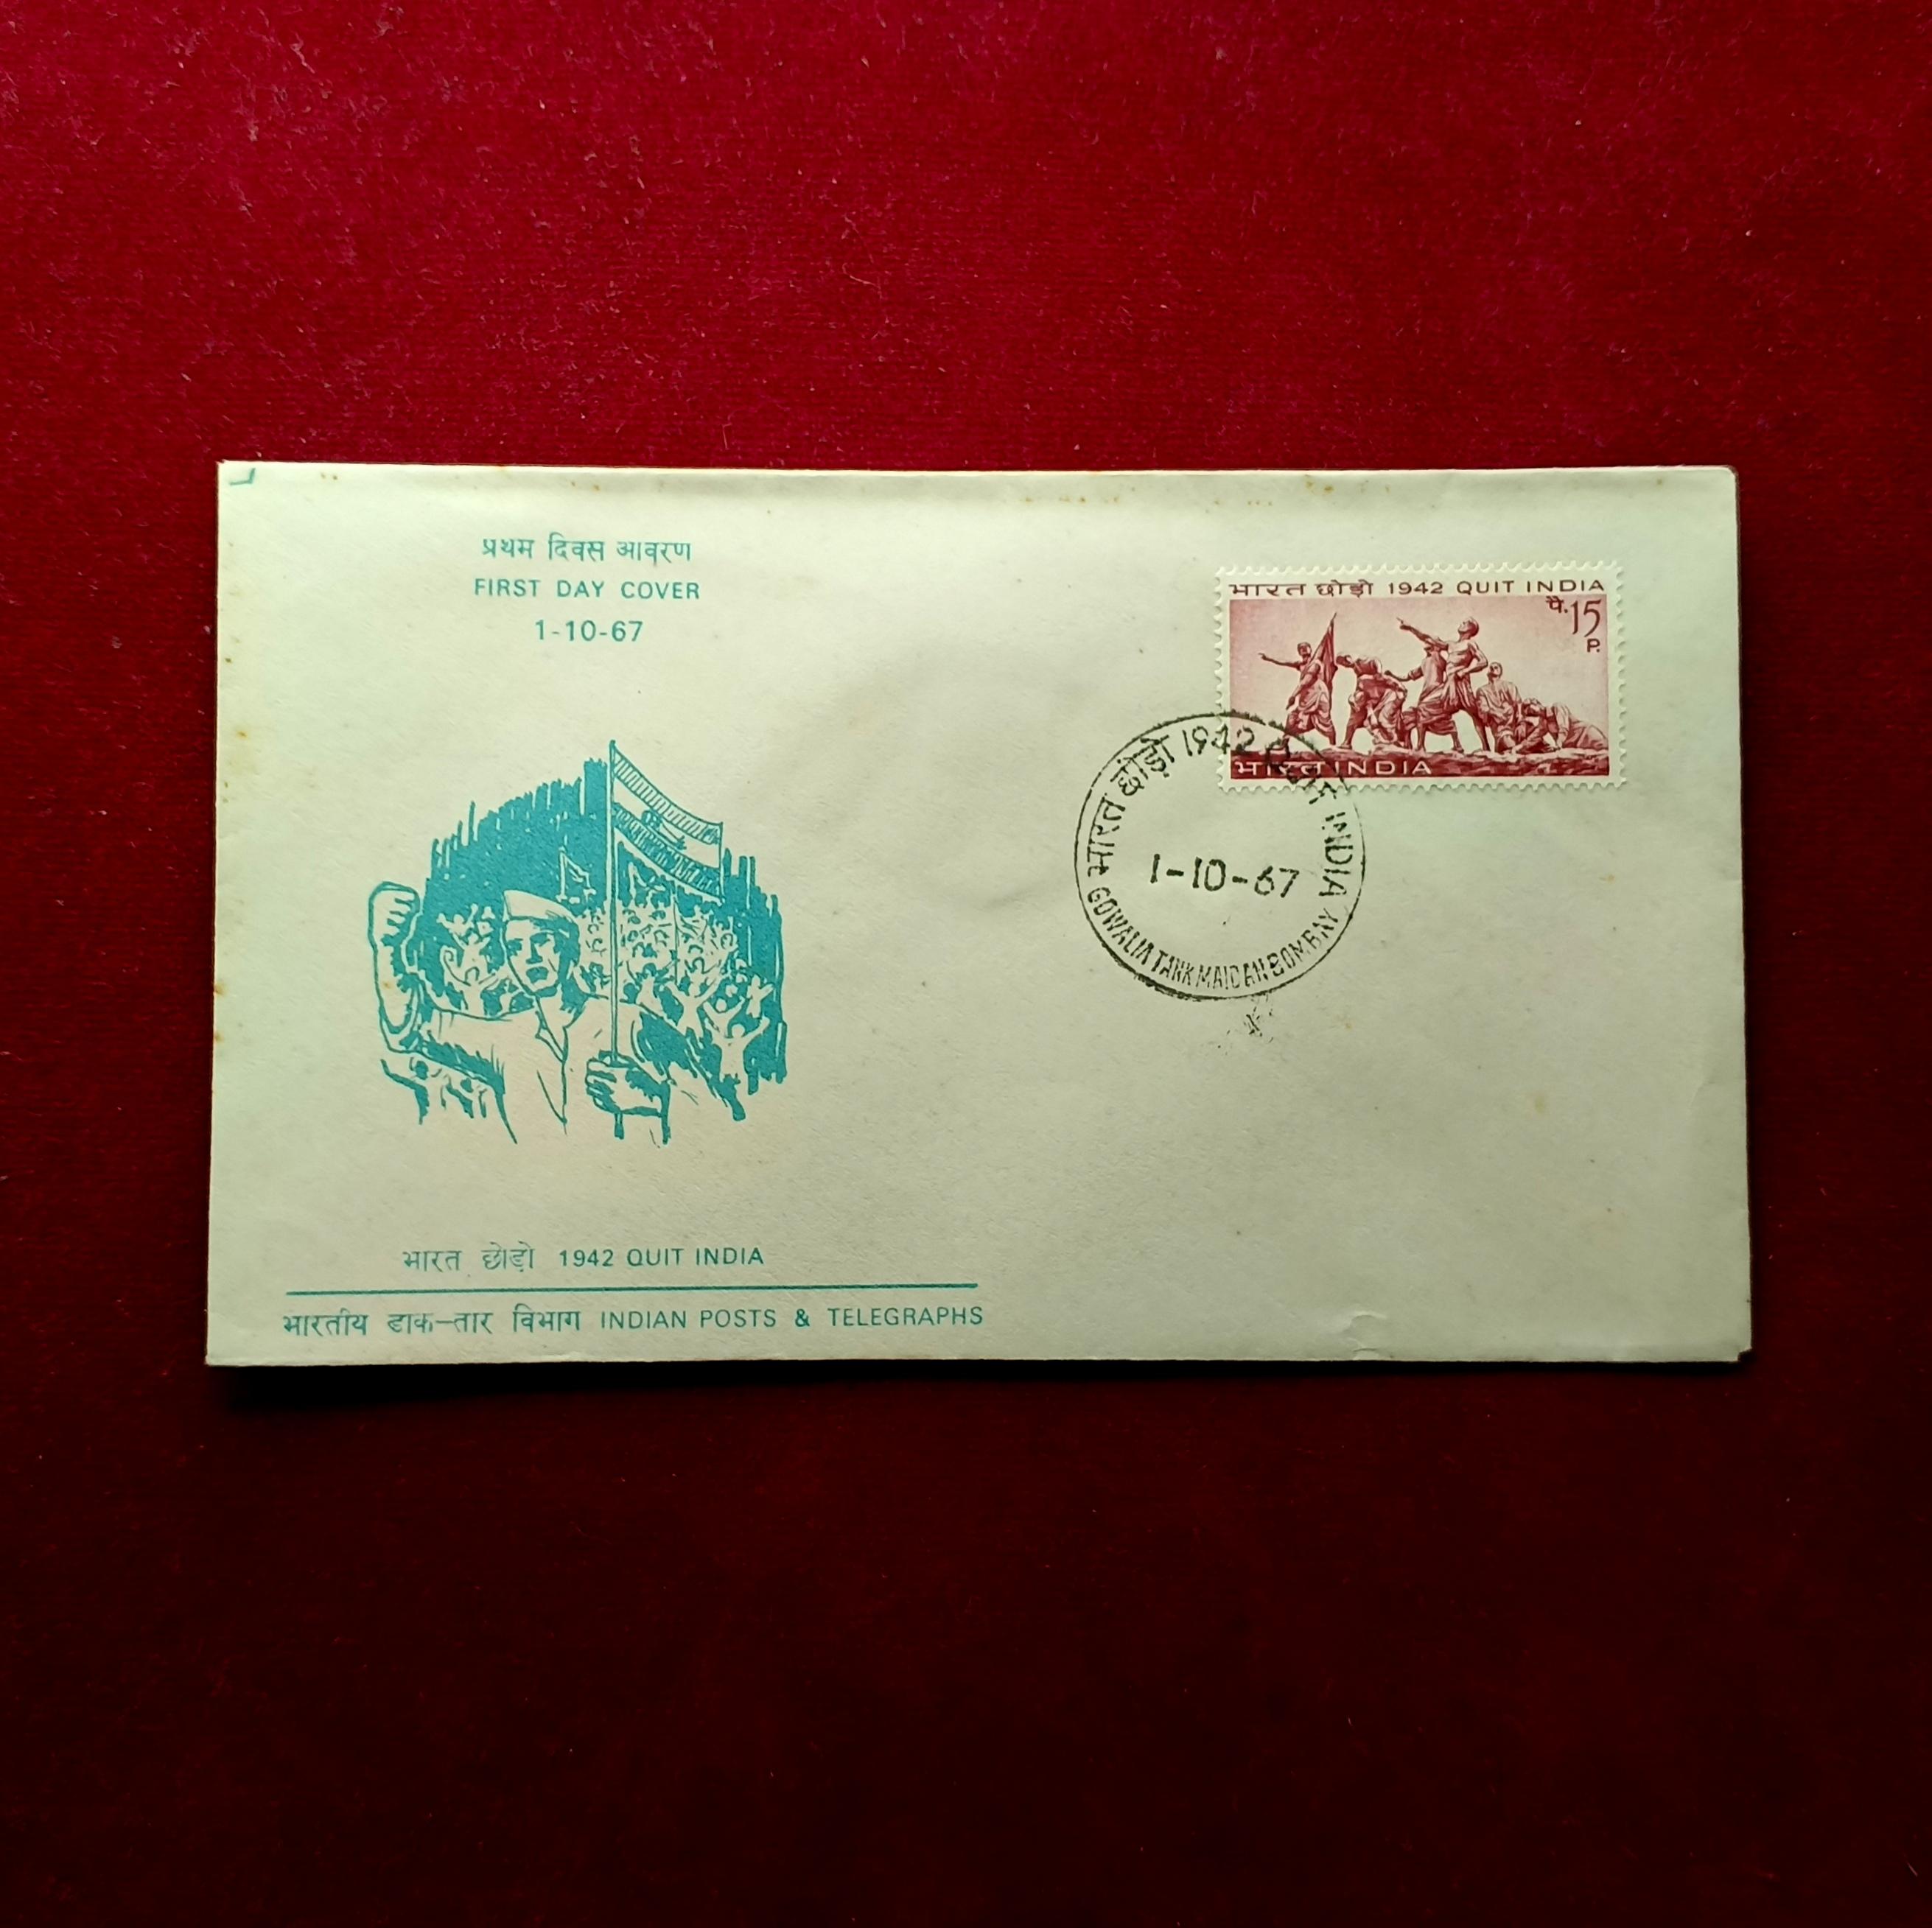 प्रथम दिवस आवरण
FIRST DAY COVER
1-10-67
भारत छोड़ो 1942 QUIT INDIA
पै. 15
P.
भारत INDIA
भारत छोड़ो 1942 QUIT INDIA
1-10-67
GOWALIA TANK MAIDAN BOMBAY
भारत छोड़ो 1942 QUIT INDIA
भारतीय डाक-तार विभाग INDIAN POSTS & TELEGRAPHS